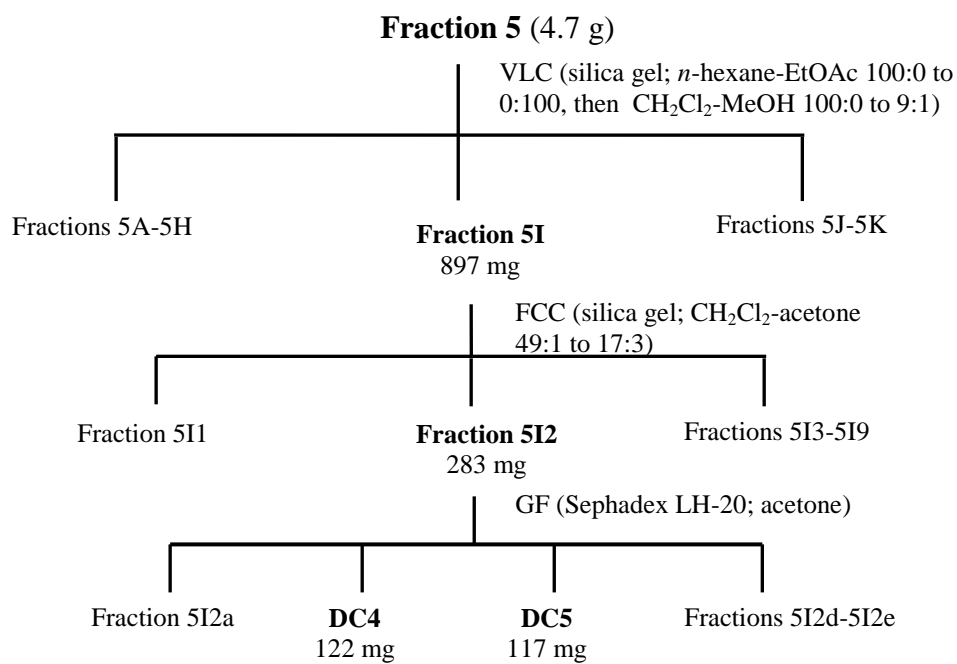 Fraction 5 (4.7 g)
VLC (silica gel; n-hexane-EtOAc 100:0 to
0:100, then CH₂Cl₂-MeOH 100:0 to 9:1)
Fractions 5A-5H
Fraction 5I
897 mg
Fractions 5J-5K
FCC (silica gel; CH₂Cl₂-acetone
49:1 to 17:3)
Fraction 5I1
Fraction 5I2
283 mg
Fractions 5I3-5I9
GF (Sephadex LH-20; acetone)
Fraction 5I2a
DC4
122 mg
DC5
117 mg
Fractions 5I2d-5I2e